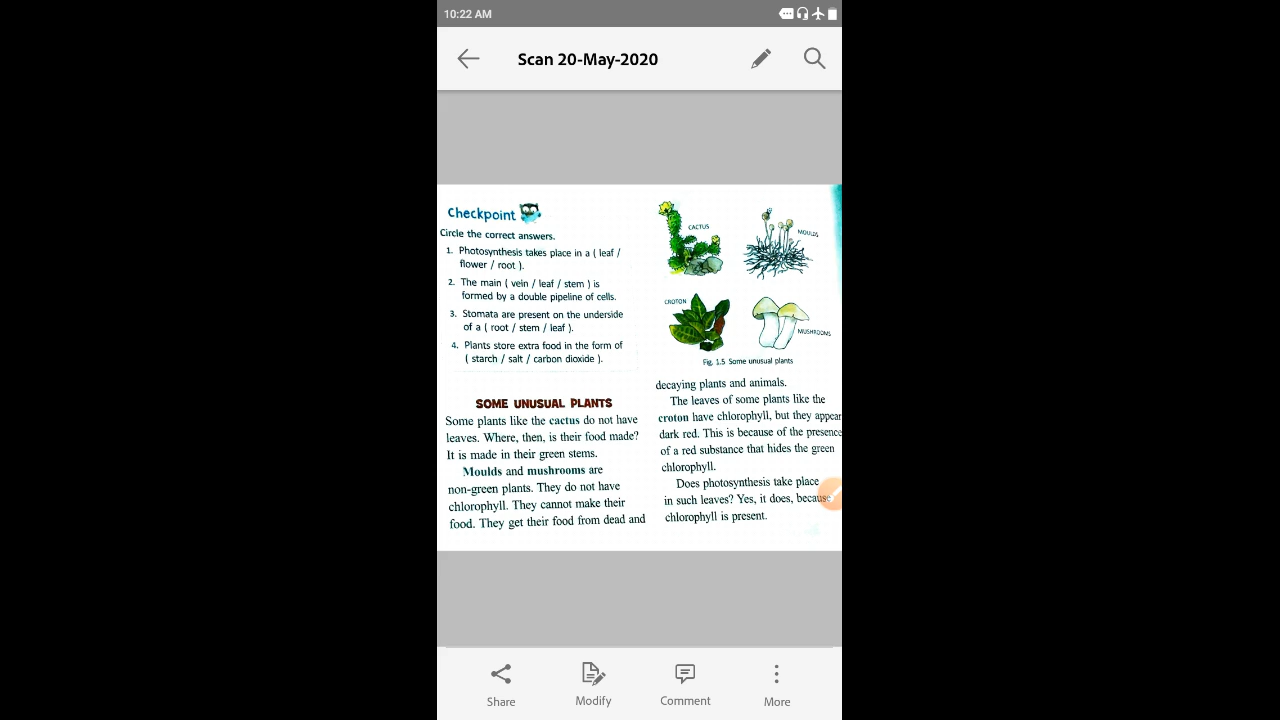 10:22 AM
Scan 20-May-2020
Checkpoint
Circle the correct answers.
1. Photosynthesis takes place in a ( leaf /
flower / root ).
2. The main ( vein / leaf / stem ) is
formed by a double pipeline of cells.
3. Stomata are present on the underside
of a ( root / stem / leaf ).
4. Plants store extra food in the form of
( starch / salt / carbon dioxide ).
SOME UNUSUAL PLANTS
Some plants like the cactus do not have
leaves. Where, then, is their food made?
It is made in their green stems.
Moulds and mushrooms are
non-green plants. They do not have
chlorophyll. They cannot make their
food. They get their food from dead and
CACTUS
MOULDS
CROTON
MUSHROOMS
Fig. 1.5 Some unusual plants
decaying plants and animals.
The leaves of some plants like the
croton have chlorophyll, but they appear
dark red. This is because of the presence
of a red substance that hides the green
chlorophyll.
Does photosynthesis take place
in such leaves? Yes, it does, because
chlorophyll is present.
Share
Modify
Comment
More